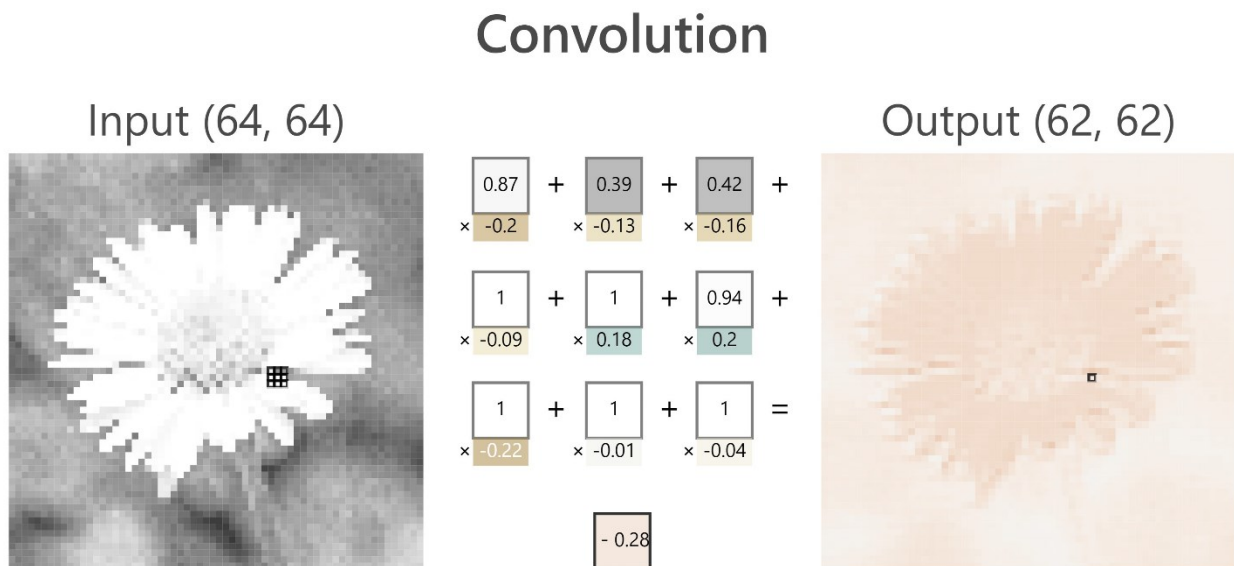 Convolution
Input (64, 64)
Output (62, 62)
0.87 + 0.39 + 0.42 +
× -0.2 × -0.13 × -0.16
1 + 1 + 0.94 +
× -0.09 × 0.18 × 0.2
1 + 1 + 1 =
× -0.22 × -0.01 × -0.04
- 0.28